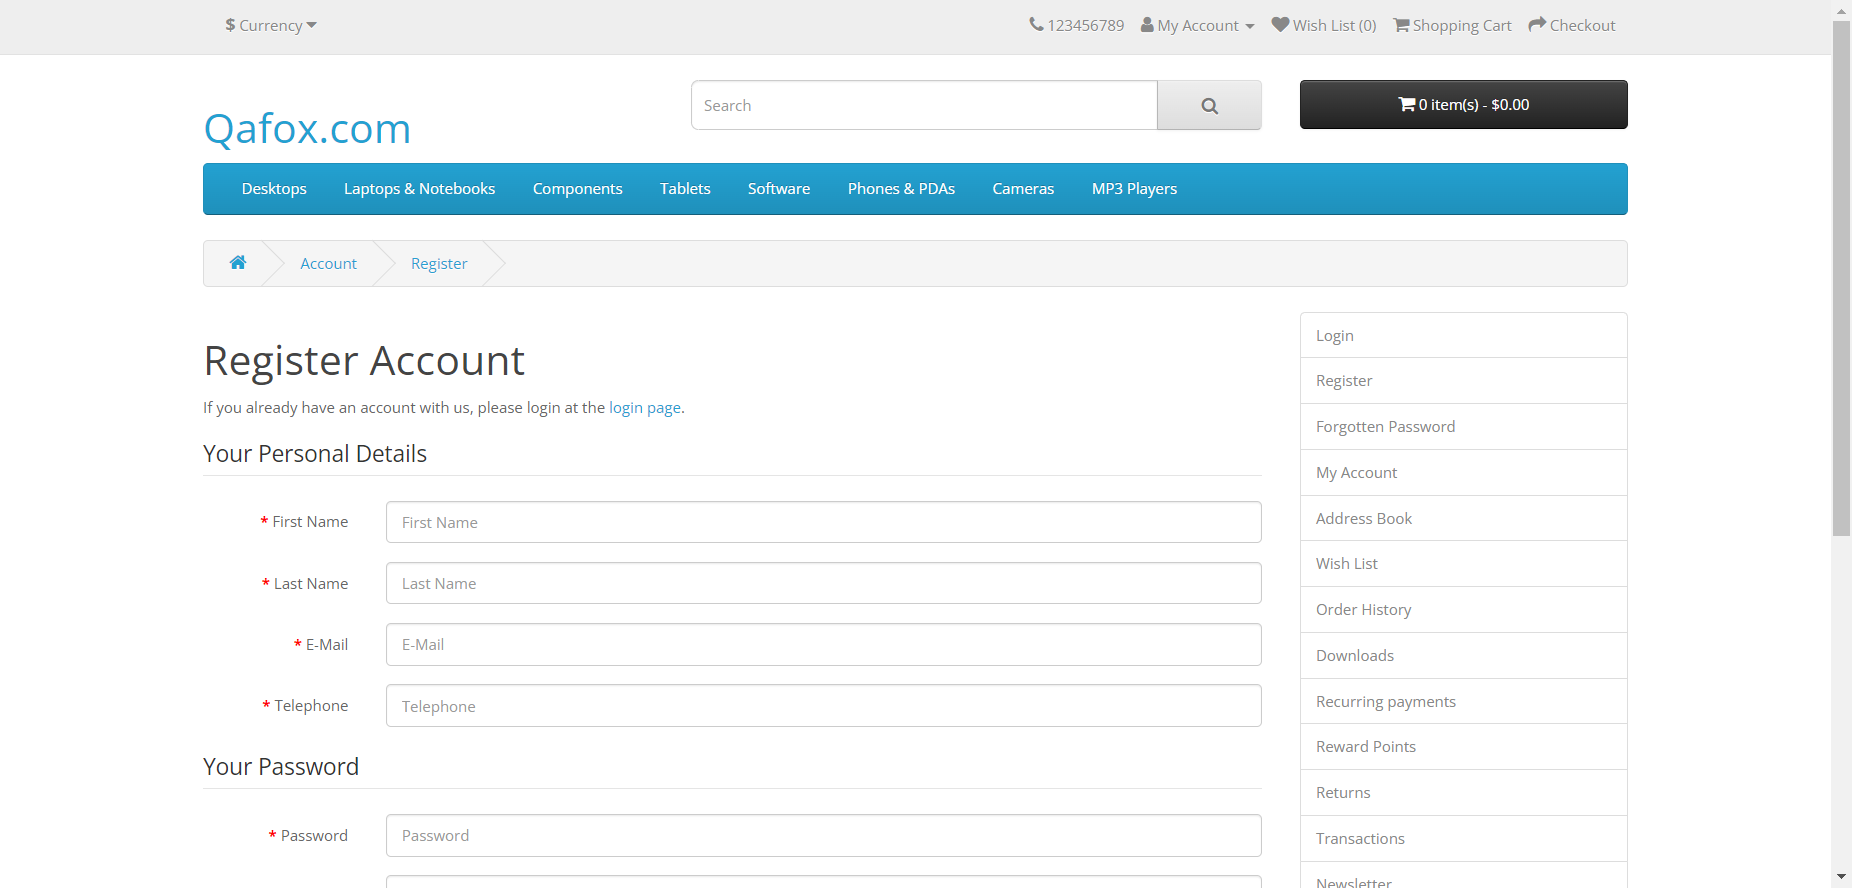 $ Currency
123456789 My Account Wish List (0) Shopping Cart Checkout
Qafox.com
Search
0 item(s) - $0.00
Desktops Laptops & Notebooks Components Tablets Software Phones & PDAs Cameras MP3 Players
Account Register
Register Account
If you already have an account with us, please login at the login page.
Your Personal Details
* First Name First Name
* Last Name Last Name
* E-Mail E-Mail
* Telephone Telephone
Your Password
* Password Password
Login
Register
Forgotten Password
My Account
Address Book
Wish List
Order History
Downloads
Recurring payments
Reward Points
Returns
Transactions
Newsletter